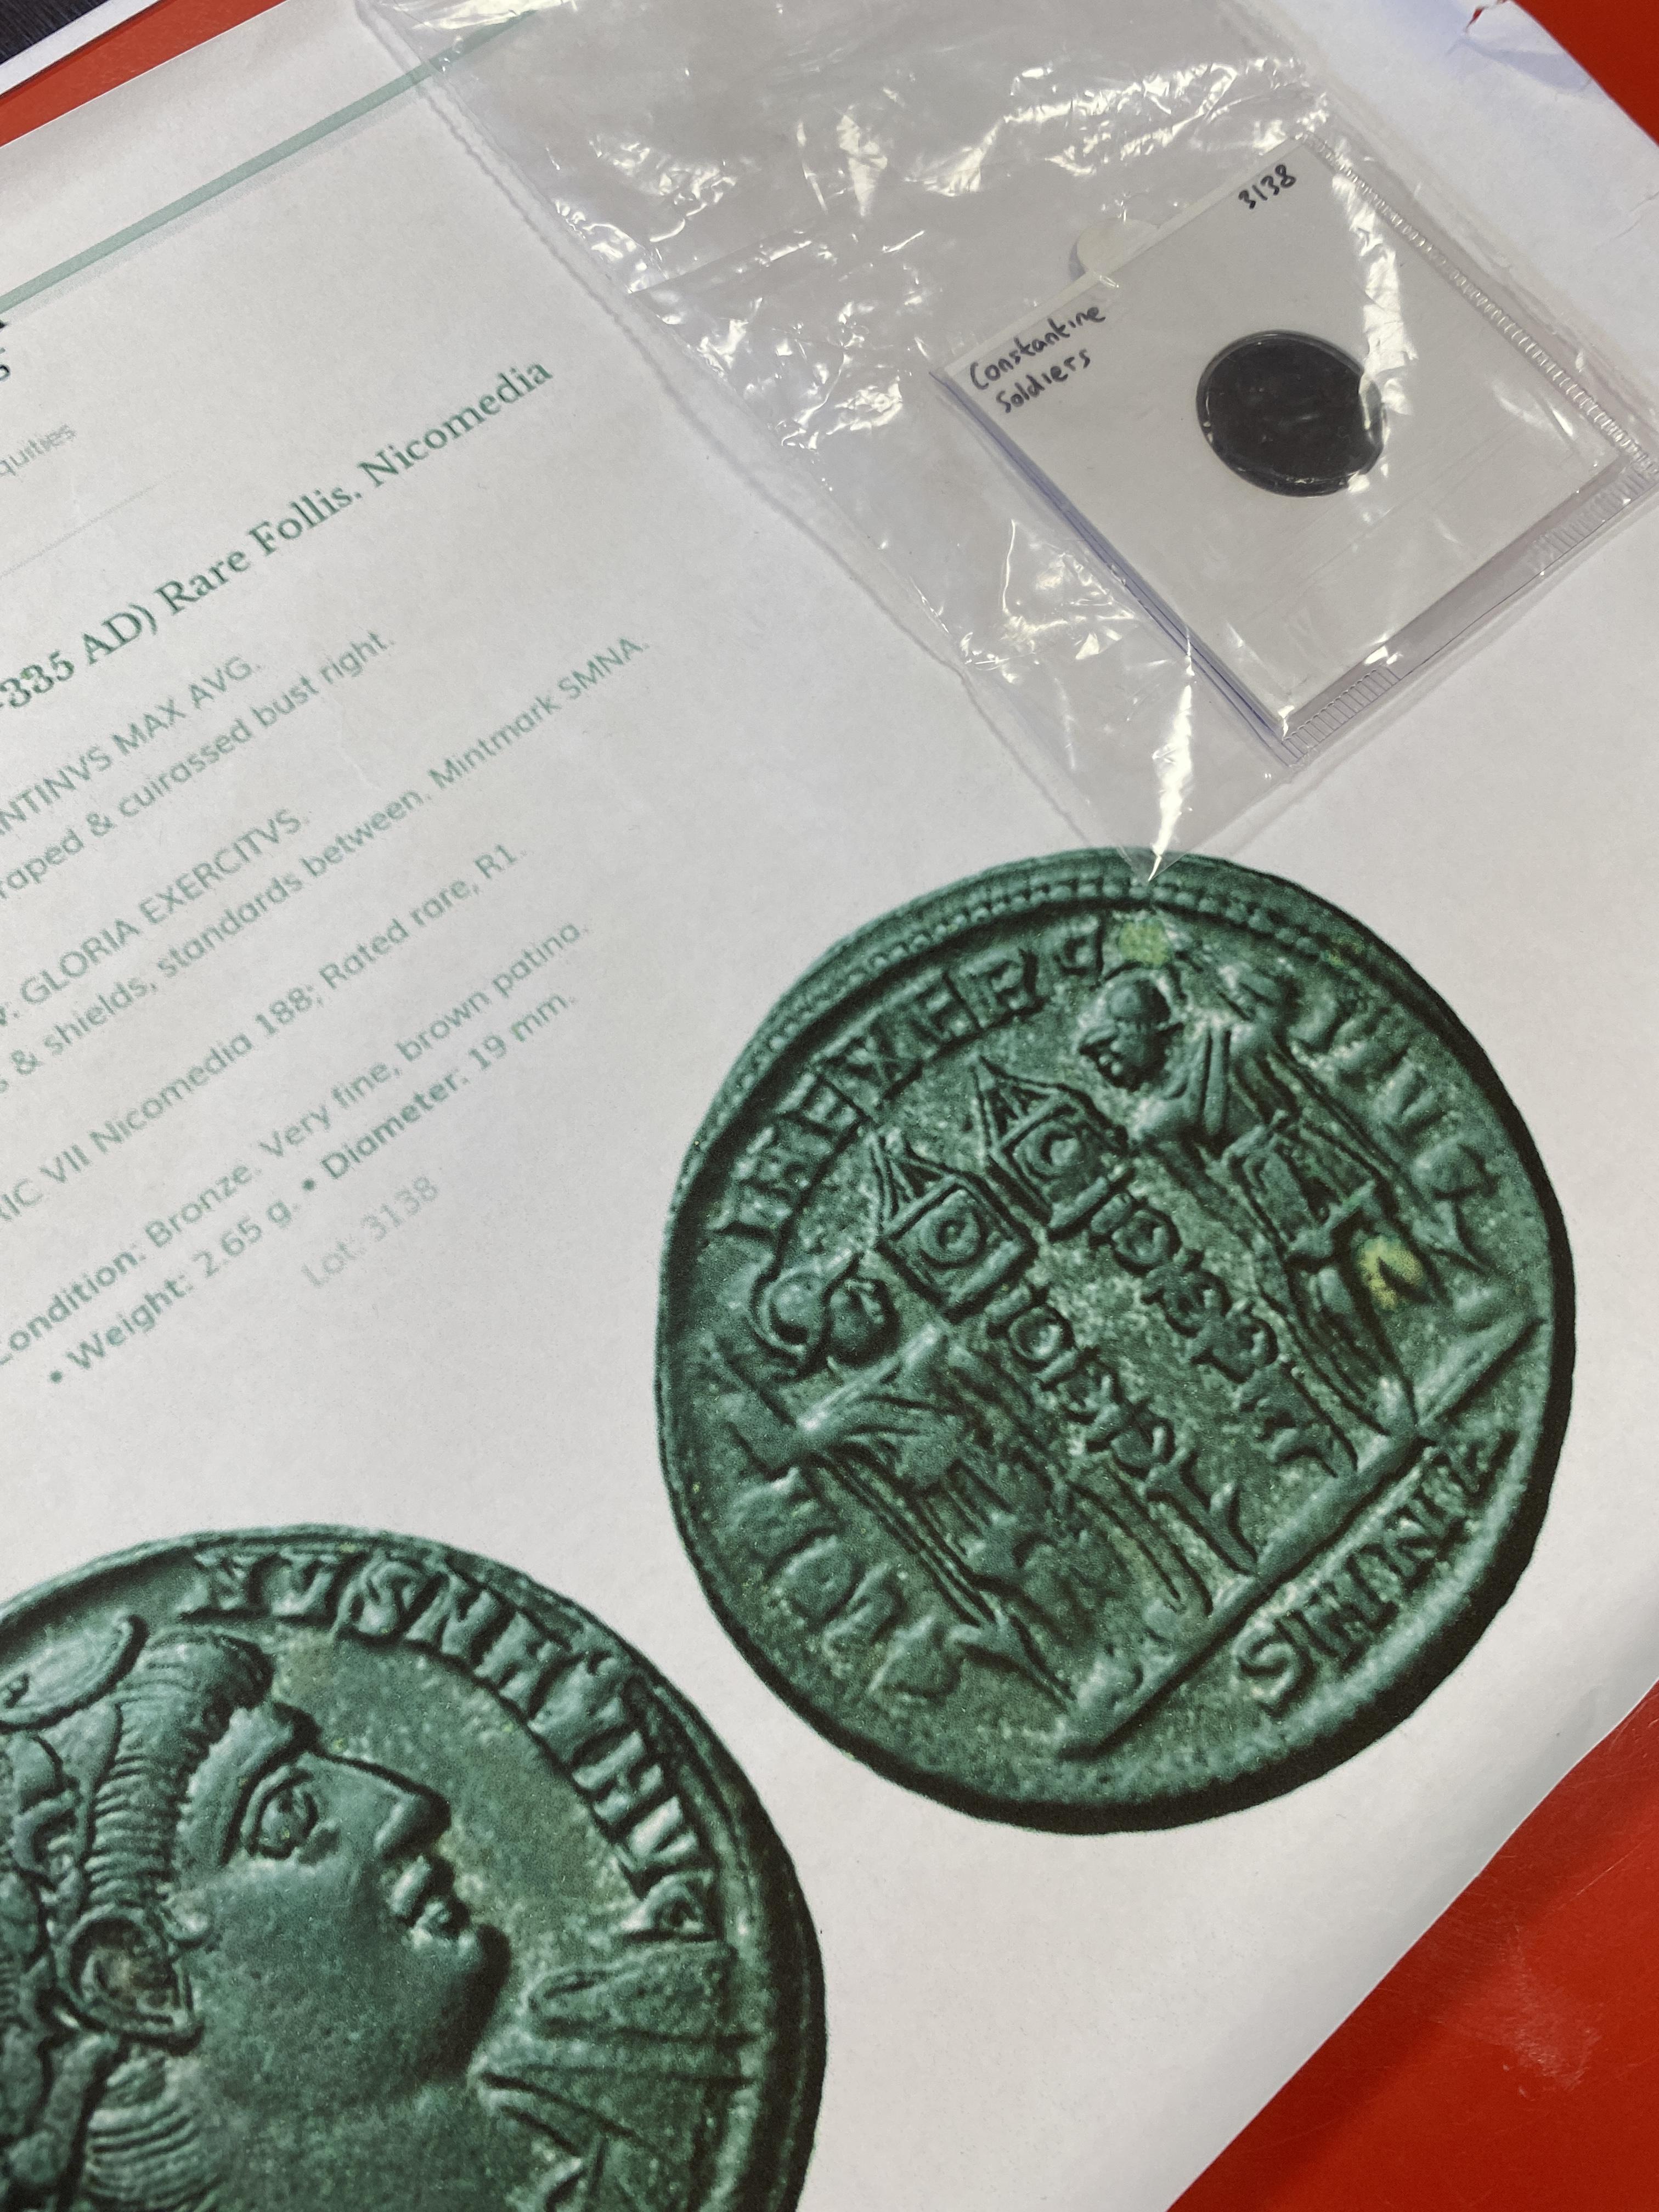 3138
Constantine
Soldiers
quities
-335 AD) Rare Follis. Nicomedia
NTINVS MAX AVG.
raped & cuirassed bust right.
v: GLORIA EXERCITVS.
s & shields, standards between. Mintmark SMNA.
RIC VII Nicomedia 188; Rated rare, R1.
Condition: Bronze. Very fine, brown patina.
• Weight: 2.65 g. • Diameter: 19 mm.
Lot: 3138
SMNA